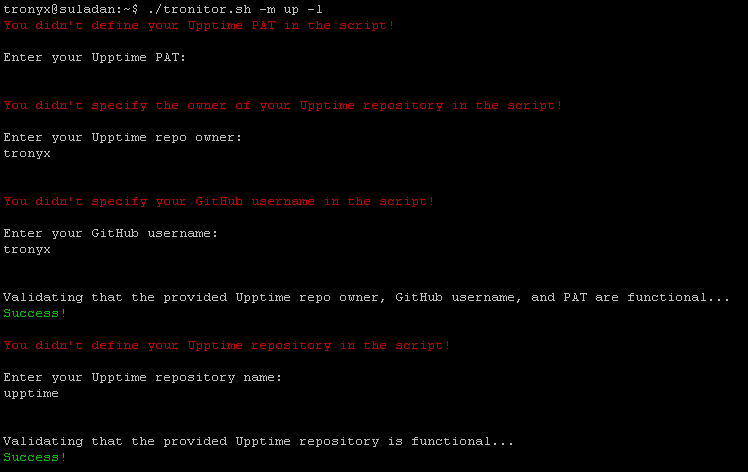 tronyx@suladan:~$ ./tronitor.sh -m up -l
You didn't define your Upptime PAT in the script!
Enter your Upptime PAT:
You didn't specify the owner of your Upptime repository in the script!
Enter your Upptime repo owner:
tronyx
You didn't specify your GitHub username in the script!
Enter your GitHub username:
tronyx
Validating that the provided Upptime repo owner, GitHub username, and PAT are functional...
Success!
You didn't define your Upptime repository in the script!
Enter your Upptime repository name:
upptime
Validating that the provided Upptime repository is functional...
Success!